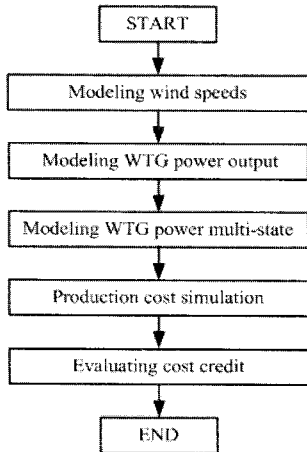 START
Modeling wind speeds
Modeling WTG power output
Modeling WTG power multi-state
Production cost simulation
Evaluating cost credit
END